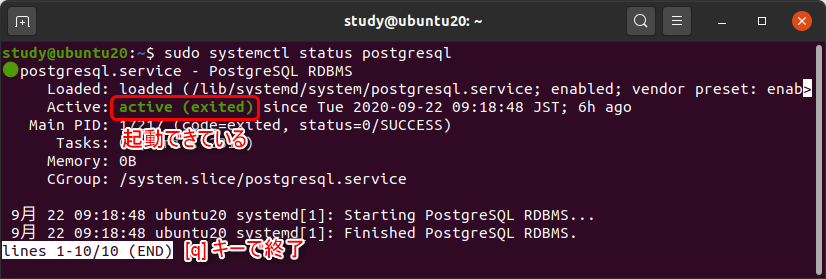 study@ubuntu20: ~
study@ubuntu20:~$ sudo systemctl status postgresql
postgresql.service - PostgreSQL RDBMS
Loaded: loaded (/lib/systemd/system/postgresql.service; enabled; vendor preset: enab>
Active: active (exited) since Tue 2020-09-22 09:18:48 JST; 6h ago
Main PID: (code=exited, status=0/SUCCESS)
起動できている
Tasks:
Memory: 0B
CGroup: /system.slice/postgresql.service
9月 22 09:18:48 ubuntu20 systemd[1]: Starting PostgreSQL RDBMS...
9月 22 09:18:48 ubuntu20 systemd[1]: Finished PostgreSQL RDBMS.
lines 1-10/10 (END) [q] キーで終了